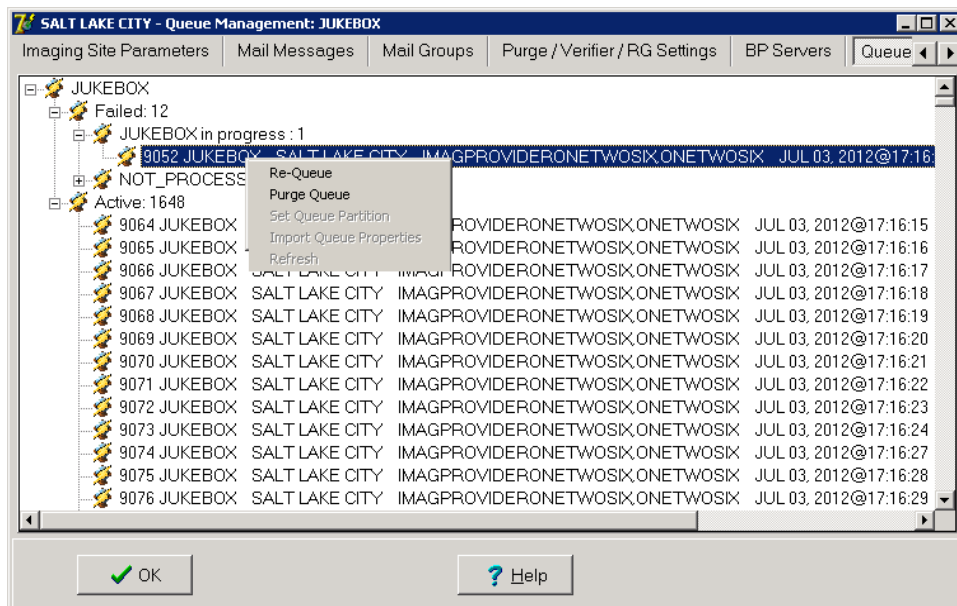 SALT LAKE CITY - Queue Management: JUKEBOX
Imaging Site Parameters Mail Messages Mail Groups Purge / Verifier / RG Settings BP Servers Queue
JUKEBOX
Failed: 12
JUKEBOX in progress : 1
9052 JUKEBOX SALT LAKE CITY IMAGPROVIDERONETWOSIX,ONETWOSIX JUL 03, 2012@17:16:
NOT_PROCESS
Active: 1648
Re-Queue
Purge Queue
Set Queue Partition
Import Queue Properties
Refresh
9064 JUKEBOX ROVIDERONETWOSIX,ONETWOSIX JUL 03, 2012@17:16:15
9065 JUKEBOX ROVIDERONETWOSIX,ONETWOSIX JUL 03, 2012@17:16:16
9066 JUKEBOX SALT LAKE CITY IMAGPROVIDERONETWOSIX,ONETWOSIX JUL 03, 2012@17:16:17
9067 JUKEBOX SALT LAKE CITY IMAGPROVIDERONETWOSIX,ONETWOSIX JUL 03, 2012@17:16:18
9068 JUKEBOX SALT LAKE CITY IMAGPROVIDERONETWOSIX,ONETWOSIX JUL 03, 2012@17:16:19
9069 JUKEBOX SALT LAKE CITY IMAGPROVIDERONETWOSIX,ONETWOSIX JUL 03, 2012@17:16:20
9070 JUKEBOX SALT LAKE CITY IMAGPROVIDERONETWOSIX,ONETWOSIX JUL 03, 2012@17:16:21
9071 JUKEBOX SALT LAKE CITY IMAGPROVIDERONETWOSIX,ONETWOSIX JUL 03, 2012@17:16:22
9072 JUKEBOX SALT LAKE CITY IMAGPROVIDERONETWOSIX,ONETWOSIX JUL 03, 2012@17:16:23
9073 JUKEBOX SALT LAKE CITY IMAGPROVIDERONETWOSIX,ONETWOSIX JUL 03, 2012@17:16:24
9074 JUKEBOX SALT LAKE CITY IMAGPROVIDERONETWOSIX,ONETWOSIX JUL 03, 2012@17:16:27
9075 JUKEBOX SALT LAKE CITY IMAGPROVIDERONETWOSIX,ONETWOSIX JUL 03, 2012@17:16:28
9076 JUKEBOX SALT LAKE CITY IMAGPROVIDERONETWOSIX,ONETWOSIX JUL 03, 2012@17:16:29
OK
Help